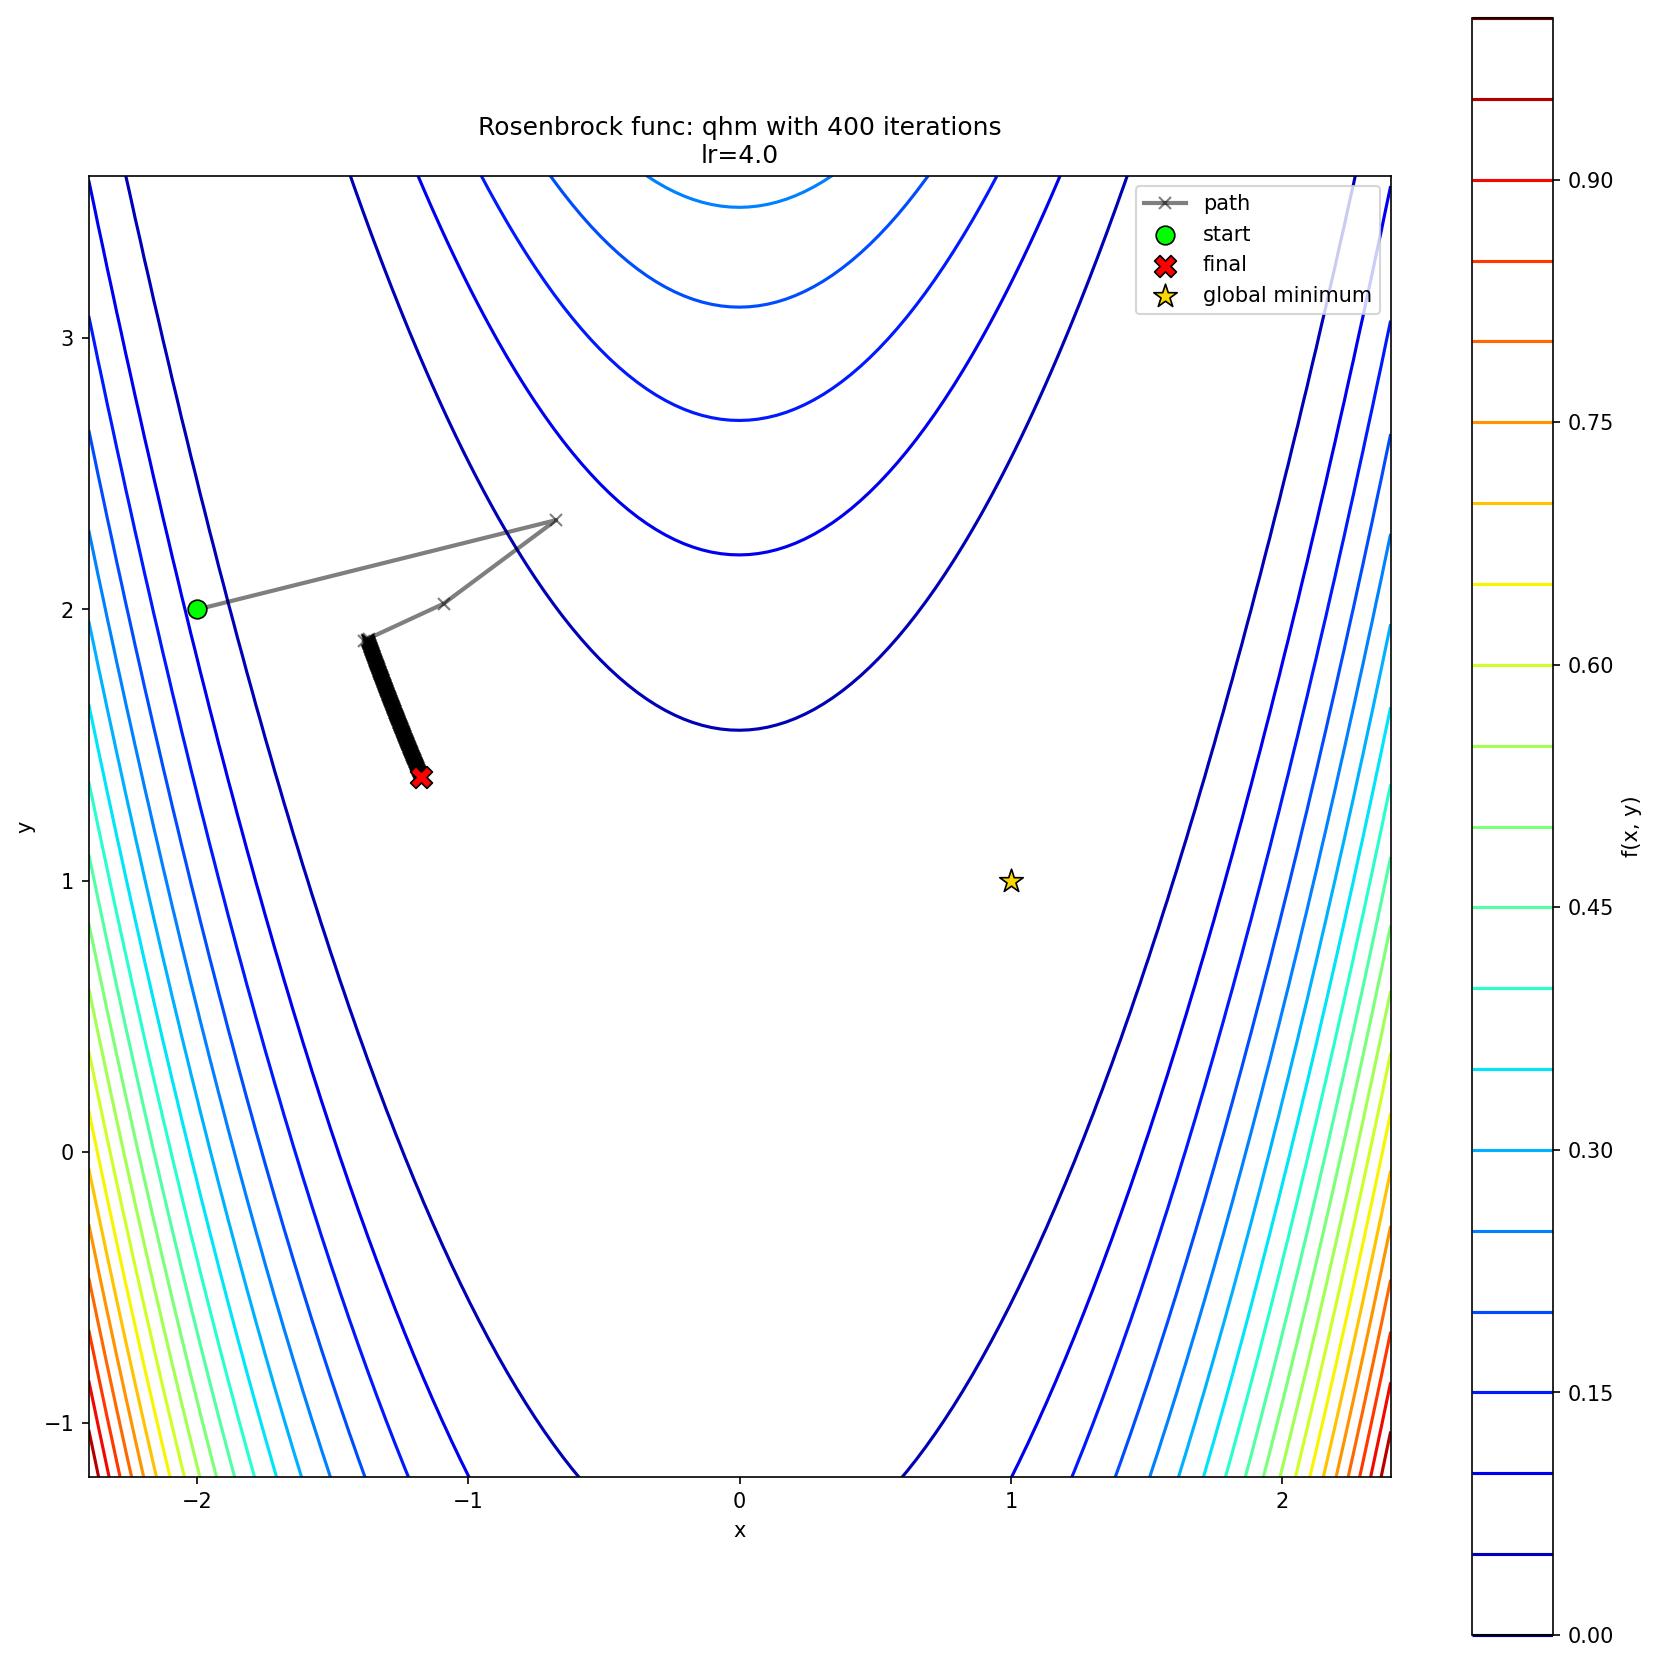 Rosenbrock func: qhm with 400 iterations
lr=4.0
path
start
final
global minimum
3
2
1
0
−1
y
−2
−1
0
1
2
x
0.90
0.75
0.60
0.45
0.30
0.15
0.00
f(x, y)